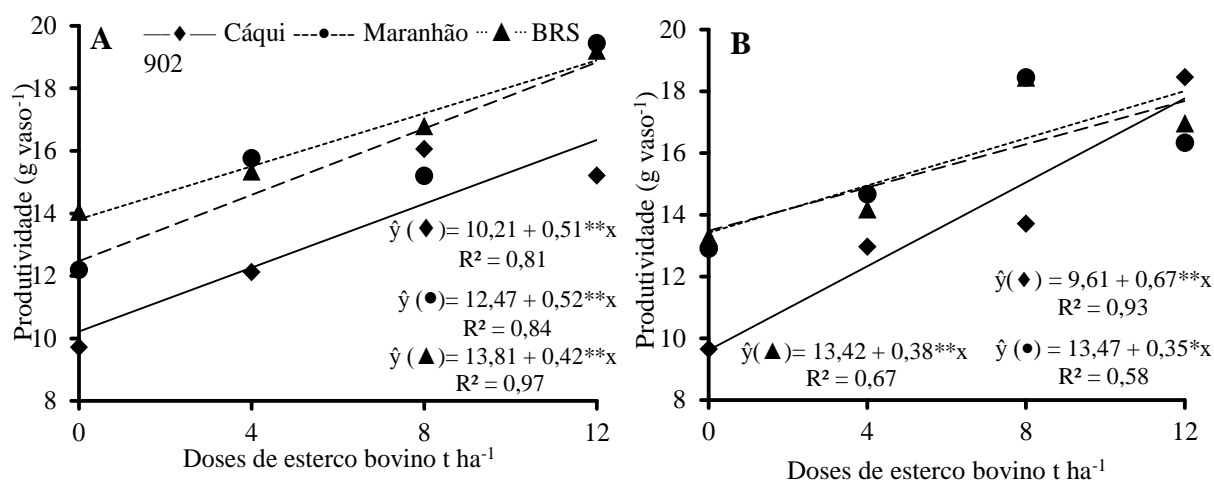 A
Cáqui Maranhão BRS
902
Produtividade (g vaso-1)
20
18
16
14
12
10
8
ŷ (♦)= 10,21 + 0,51**x
R² = 0,81
ŷ (●)= 12,47 + 0,52**x
R² = 0,84
ŷ (▲)= 13,81 + 0,42**x
R² = 0,97
0 4 8 12
Doses de esterco bovino t ha-1
B
Produtividade (g vaso-1)
20
18
16
14
12
10
8
ŷ(♦) = 9,61 + 0,67**x
R² = 0,93
ŷ(▲)= 13,42 + 0,38**x
R² = 0,67
ŷ(●) = 13,47 + 0,35*x
R² = 0,58
0 4 8 12
Doses de esterco bovino t ha-1